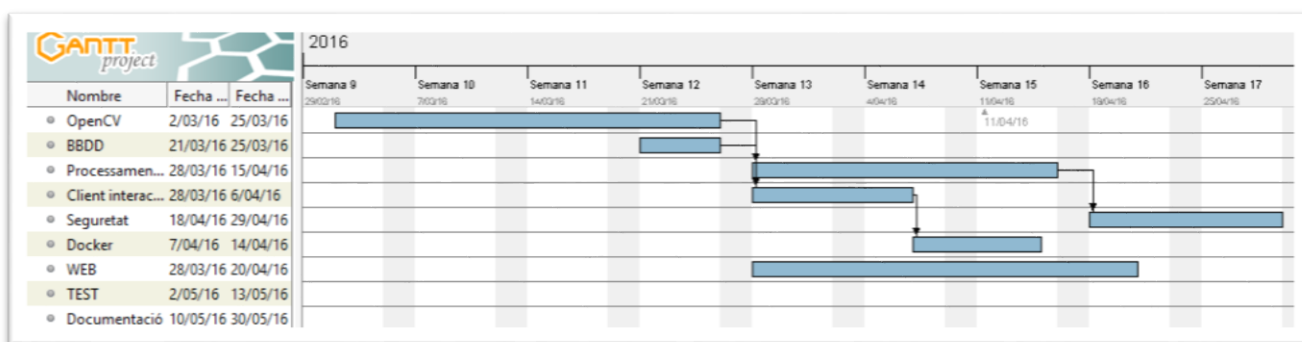 GANTT project
2016
Semana 9 Semana 10 Semana 11 Semana 12 Semana 13 Semana 14 Semana 15 Semana 16 Semana 17
29/02/16 7/03/16 14/03/16 21/03/16 28/03/16 4/04/16 11/04/16 18/04/16 25/04/16
Nombre Fecha ... Fecha ...
11/04/16
OpenCV 2/03/16 25/03/16
BBDD 21/03/16 25/03/16
Processamen... 28/03/16 15/04/16
Client interac... 28/03/16 6/04/16
Seguretat 18/04/16 29/04/16
Docker 7/04/16 14/04/16
WEB 28/03/16 20/04/16
TEST 2/05/16 13/05/16
Documentació 10/05/16 30/05/16